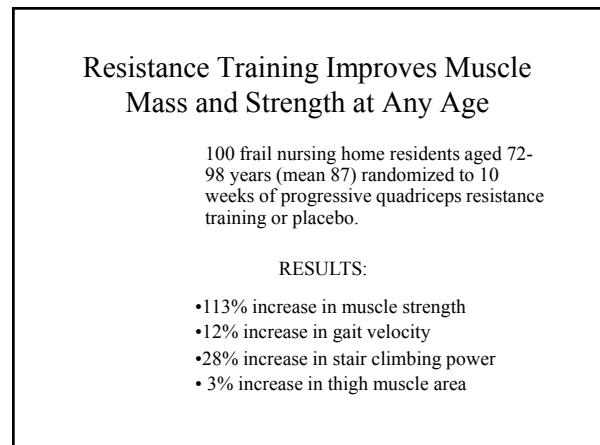 Resistance Training Improves Muscle
Mass and Strength at Any Age
100 frail nursing home residents aged 72-
98 years (mean 87) randomized to 10
weeks of progressive quadriceps resistance
training or placebo.
RESULTS:
•113% increase in muscle strength
•12% increase in gait velocity
•28% increase in stair climbing power
• 3% increase in thigh muscle area